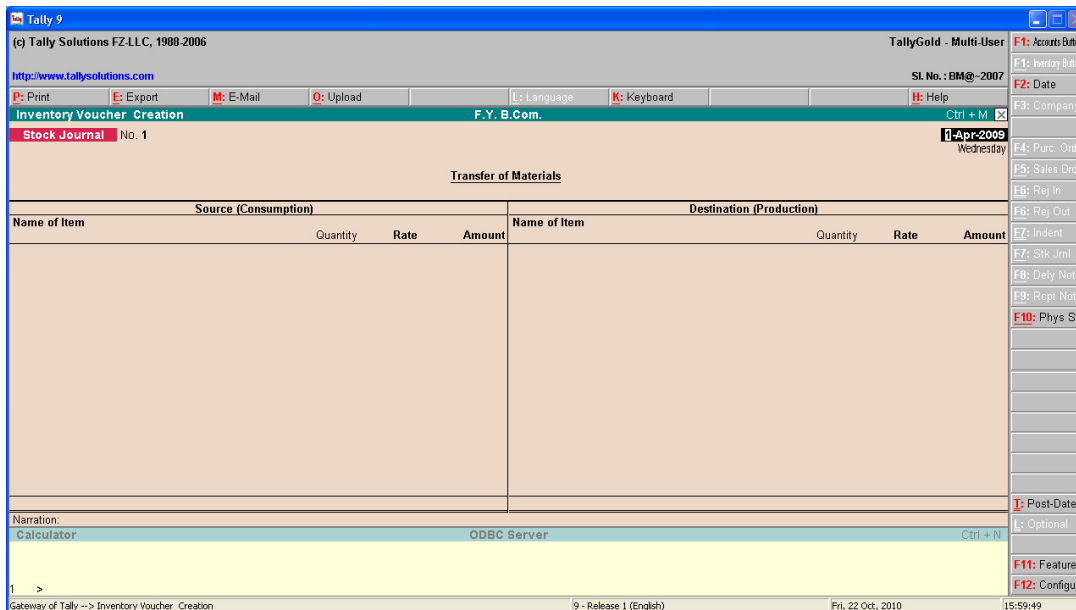 Tally 9
(c) Tally Solutions FZ-LLC, 1988-2006 TallyGold - Multi-User
http://www.tallysolutions.com Sl. No. : BM@~2007
P: Print E: Export M: E-Mail O: Upload L: Language K: Keyboard H: Help
Inventory Voucher Creation F.Y. B.Com. Ctrl + M
Stock Journal No. 1 1-Apr-2009
Wednesday
Transfer of Materials
Source (Consumption) Destination (Production)
Name of Item Name of Item
Quantity Rate Amount Quantity Rate Amount
Narration:
Calculator ODBC Server Ctrl + N
1 >
Gateway of Tally --> Inventory Voucher Creation 9 - Release 1 (English) Fri, 22 Oct, 2010 15:59:49
F1: Accounts Butt
F1: Inventory Butt
F2: Date
F3: Company
F4: Purc. Ord
F5: Sales Ord
F6: Rej In
F6: Rej Out
F7: Indent
F7: Stk Jrnl
F8: Dely Not
F9: Rcpt Not
F10: Phys S
T: Post-Date
L: Optional
F11: Feature
F12: Configu